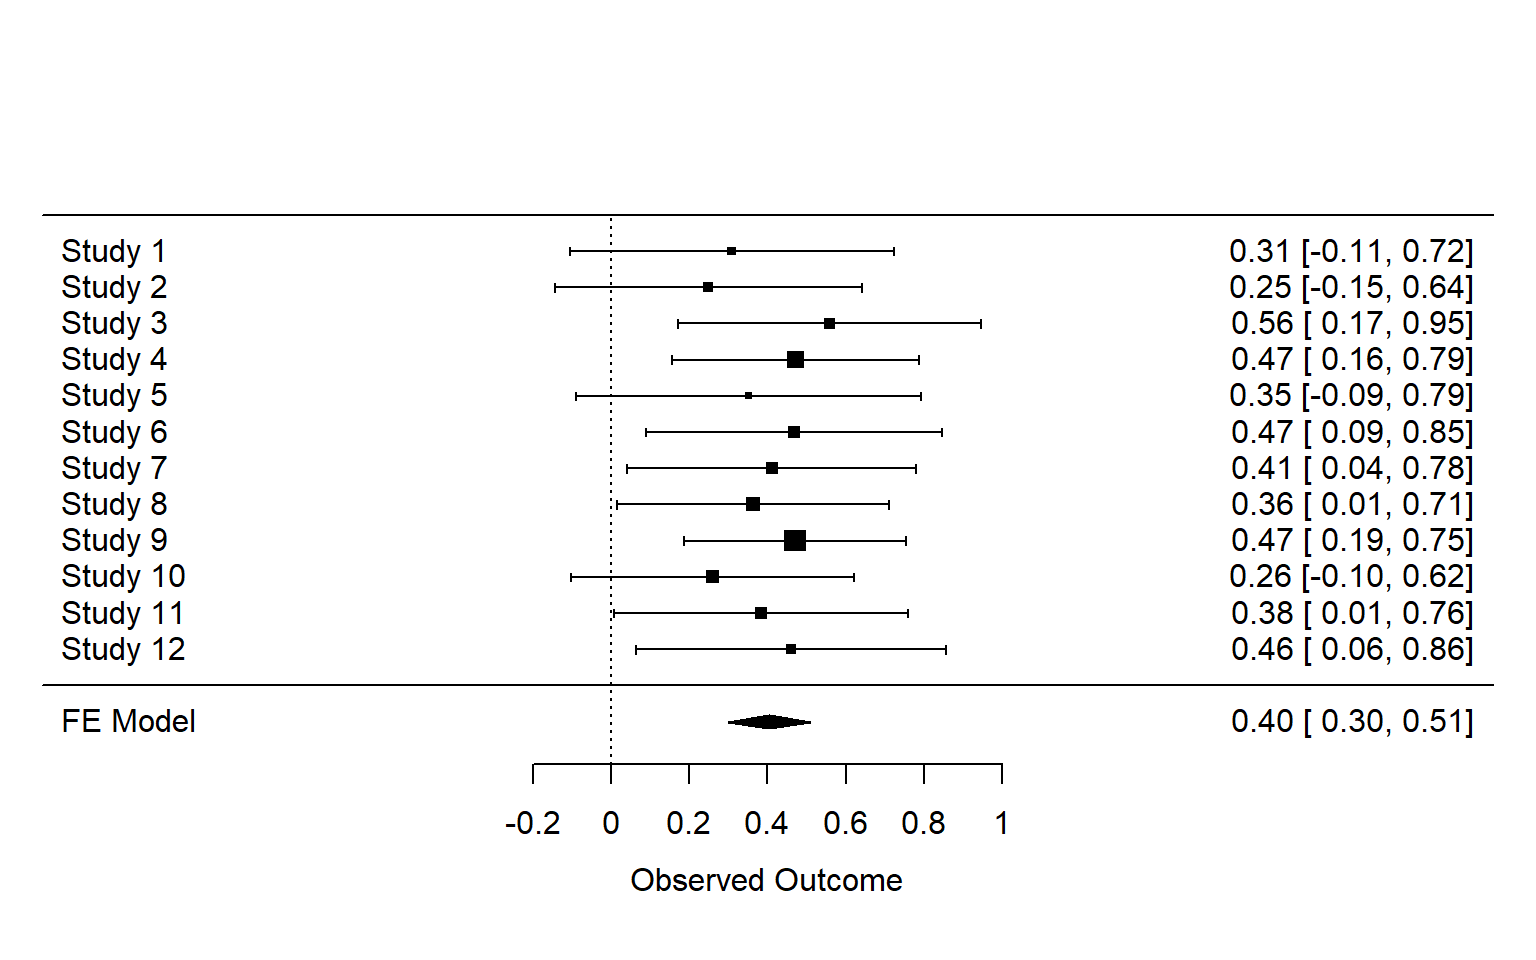 Study 1 0.31 [-0.11, 0.72]
Study 2 0.25 [-0.15, 0.64]
Study 3 0.56 [ 0.17, 0.95]
Study 4 0.47 [ 0.16, 0.79]
Study 5 0.35 [-0.09, 0.79]
Study 6 0.47 [ 0.09, 0.85]
Study 7 0.41 [ 0.04, 0.78]
Study 8 0.36 [ 0.01, 0.71]
Study 9 0.47 [ 0.19, 0.75]
Study 10 0.26 [-0.10, 0.62]
Study 11 0.38 [ 0.01, 0.76]
Study 12 0.46 [ 0.06, 0.86]
FE Model 0.40 [ 0.30, 0.51]
-0.2 0 0.2 0.4 0.6 0.8 1
Observed Outcome